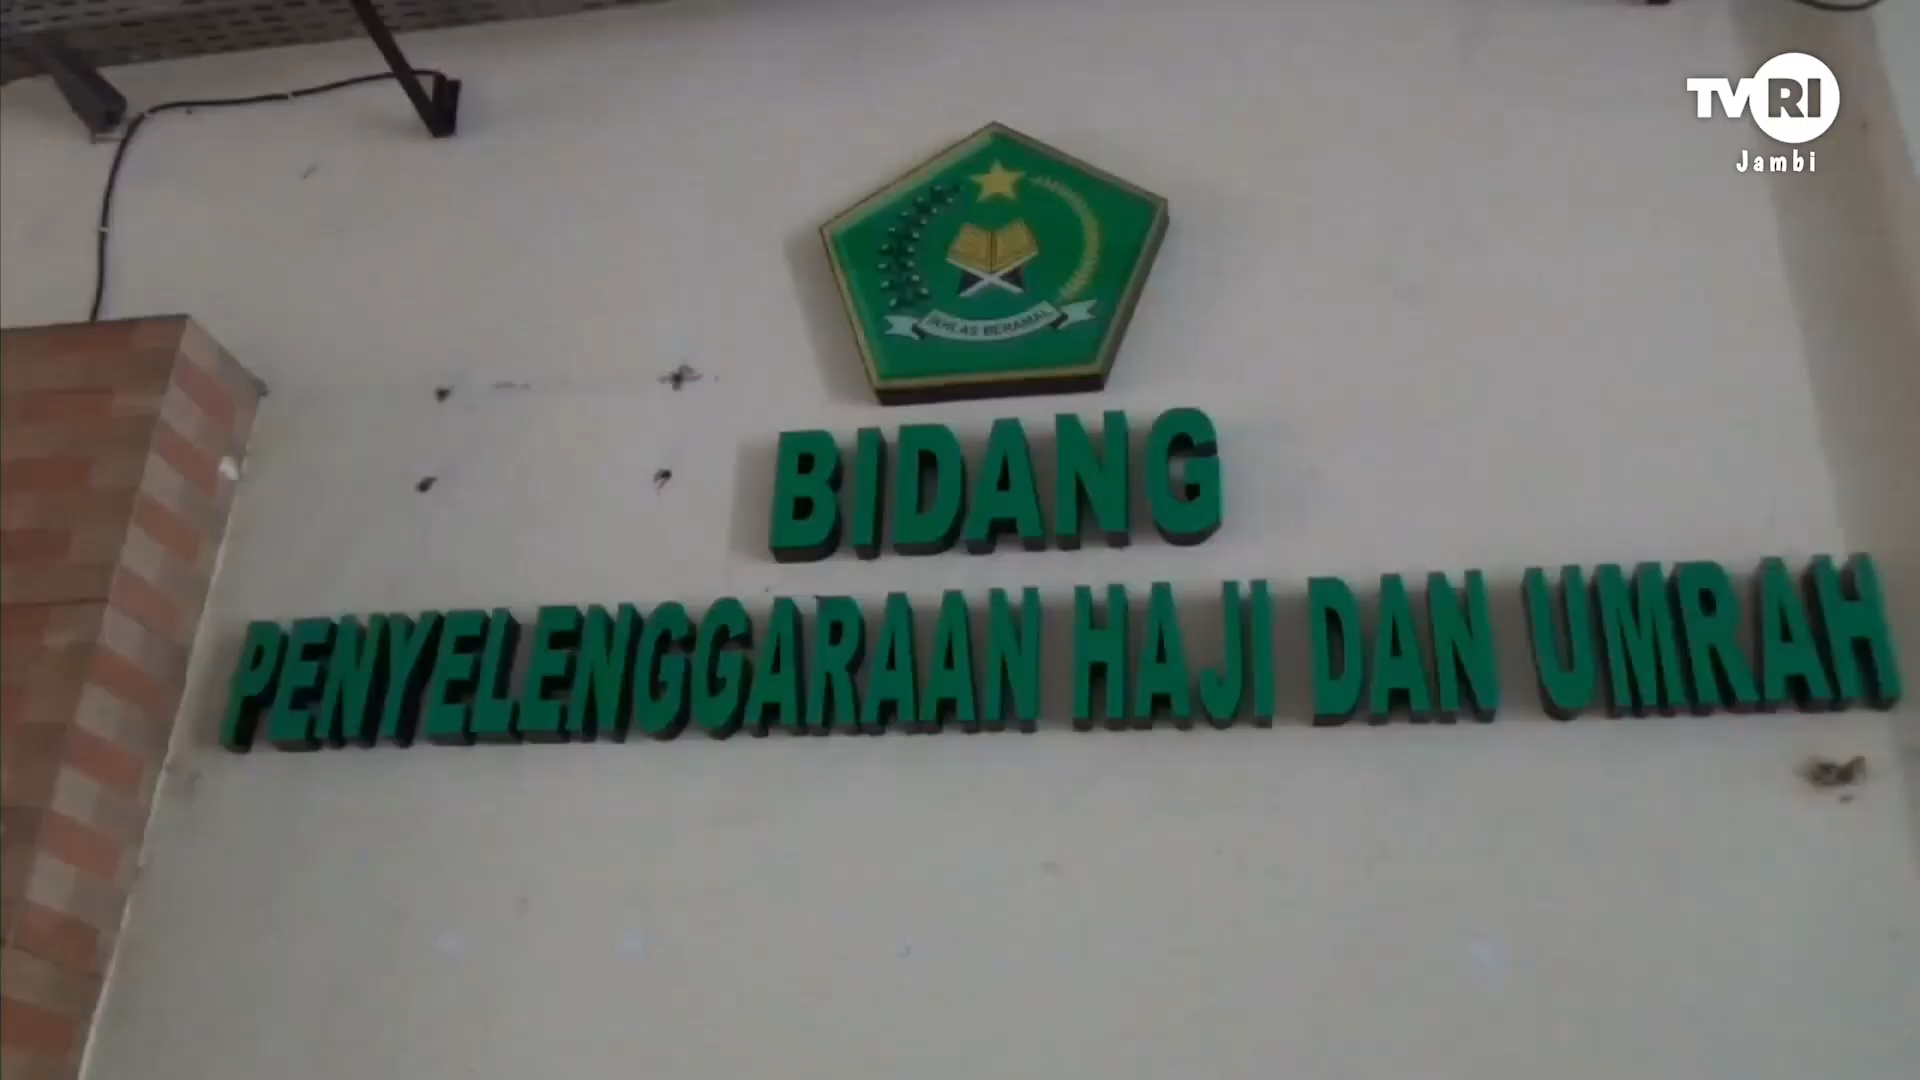 TVRI
Jambi
IKHLAS BERAMAL
BIDANG
PENYELENGGARAAN HAJI DAN UMRAH